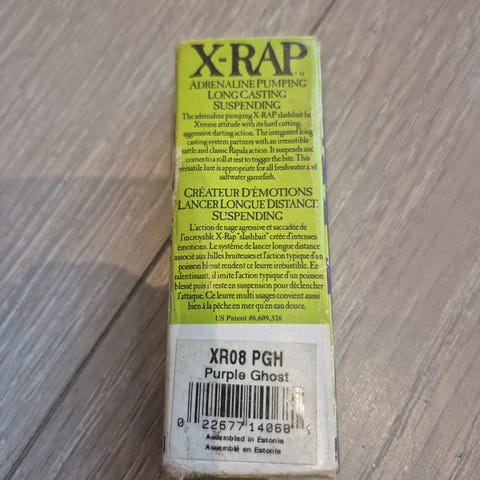 X-RAP™
ADRENALINE PUMPING
LONG CASTING
SUSPENDING
The adrenaline pumping X-RAP slashbait has
Xtreme attitude with its hard cutting,
aggressive darting action. The integrated long
casting system partners with an irresistible
rattle and classic Rapala action. It suspends and
comes to a roll at rest to trigger the bite. This
versatile lure is appropriate for all freshwater and
saltwater gamefish.
CRÉATEUR D'ÉMOTIONS
LANCER LONGUE DISTANCE
SUSPENDING
L'action de nage agressive et saccadée de
l'incroyable X-Rap "slashbait" créée d'intenses
émotions. Le système de lancer longue distance
associé aux billes bruiteuses et l'action typique d'un
poisson blessé rendent ce leurre irrésistible. En
ralentissant, il imite l'action typique d'un poisson
blessé puis il reste en suspension pour déclencher
l'attaque. Ce leurre multi usages convient aussi
bien à la pêche en mer qu'en eau douce.
US Patent #6,609,326
XR08 PGH
Purple Ghost
0 22677 14068
Assembled in Estonia
Assemblé en Estonie